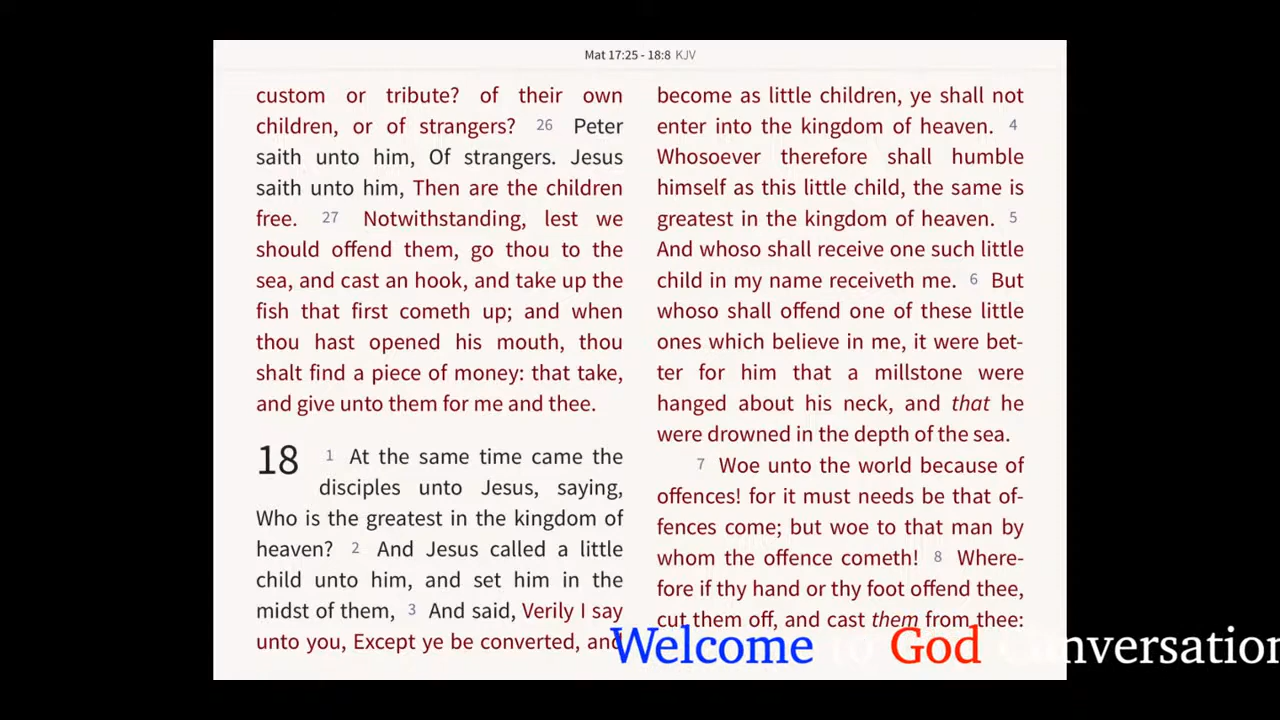 Mat 17:25 - 18:8 KJV
custom or tribute? of their own
children, or of strangers? 26 Peter
saith unto him, Of strangers. Jesus
saith unto him, Then are the children
free. 27 Notwithstanding, lest we
should offend them, go thou to the
sea, and cast an hook, and take up the
fish that first cometh up; and when
thou hast opened his mouth, thou
shalt find a piece of money: that take,
and give unto them for me and thee.
18 1 At the same time came the
disciples unto Jesus, saying,
Who is the greatest in the kingdom of
heaven? 2 And Jesus called a little
child unto him, and set him in the
midst of them, 3 And said, Verily I say
unto you, Except ye be converted, and
become as little children, ye shall not
enter into the kingdom of heaven. 4
Whosoever therefore shall humble
himself as this little child, the same is
greatest in the kingdom of heaven. 5
And whoso shall receive one such little
child in my name receiveth me. 6 But
whoso shall offend one of these little
ones which believe in me, it were bet-
ter for him that a millstone were
hanged about his neck, and that he
were drowned in the depth of the sea.
7 Woe unto the world because of
offences! for it must needs be that of-
fences come; but woe to that man by
whom the offence cometh! 8 Where-
fore if thy hand or thy foot offend thee,
cut them off, and cast them from thee:
Welcome to God